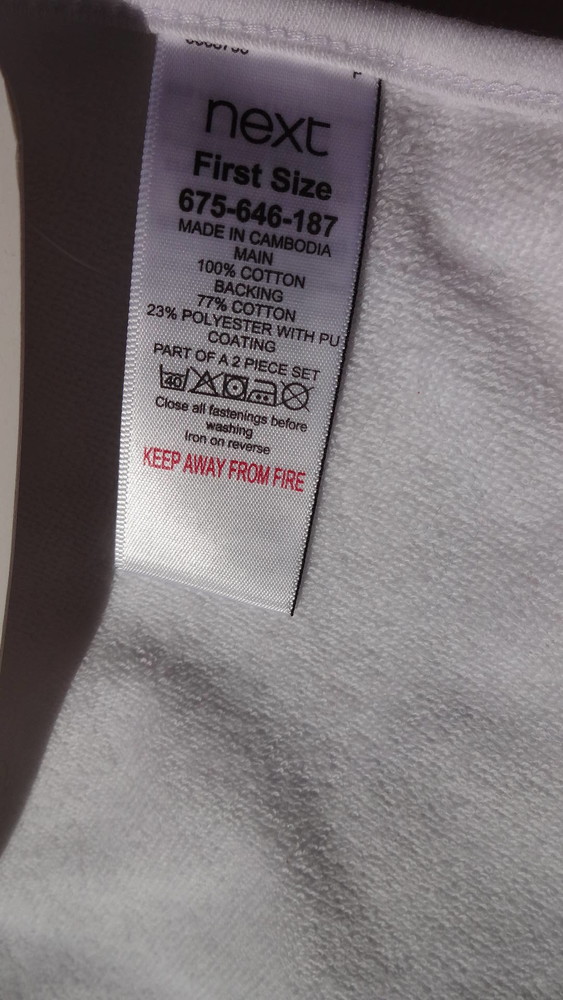 F
next
First Size
675-646-187
MADE IN CAMBODIA
MAIN
100% COTTON
BACKING
77% COTTON
23% POLYESTER WITH PU
COATING
PART OF A 2 PIECE SET
40
Close all fastenings before
washing
Iron on reverse
KEEP AWAY FROM FIRE